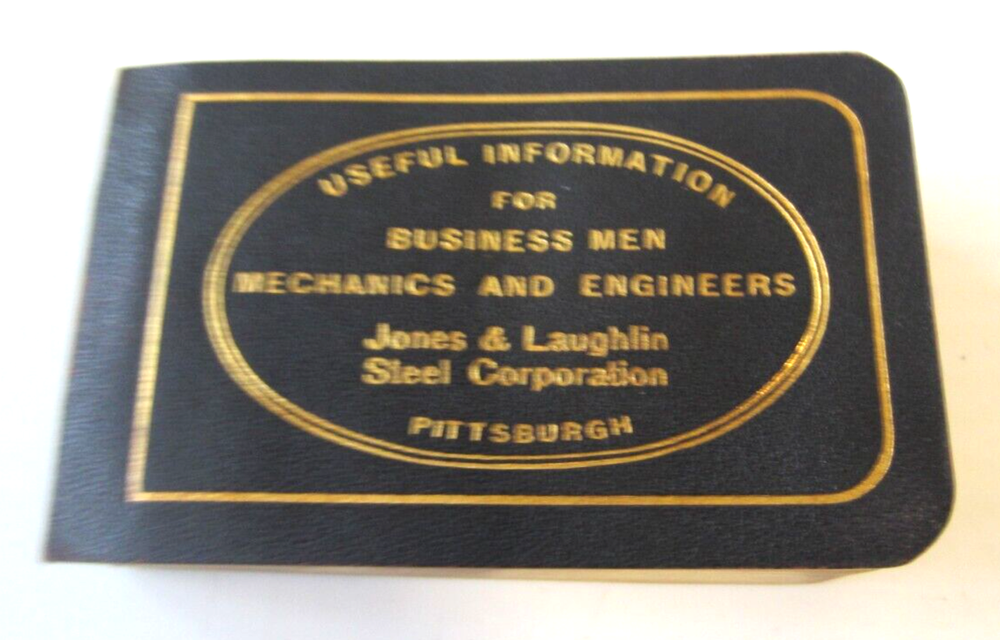 USEFUL INFORMATION
FOR
BUSINESS MEN
MECHANICS AND ENGINEERS
Jones & Laughlin
Steel Corporation
PITTSBURGH